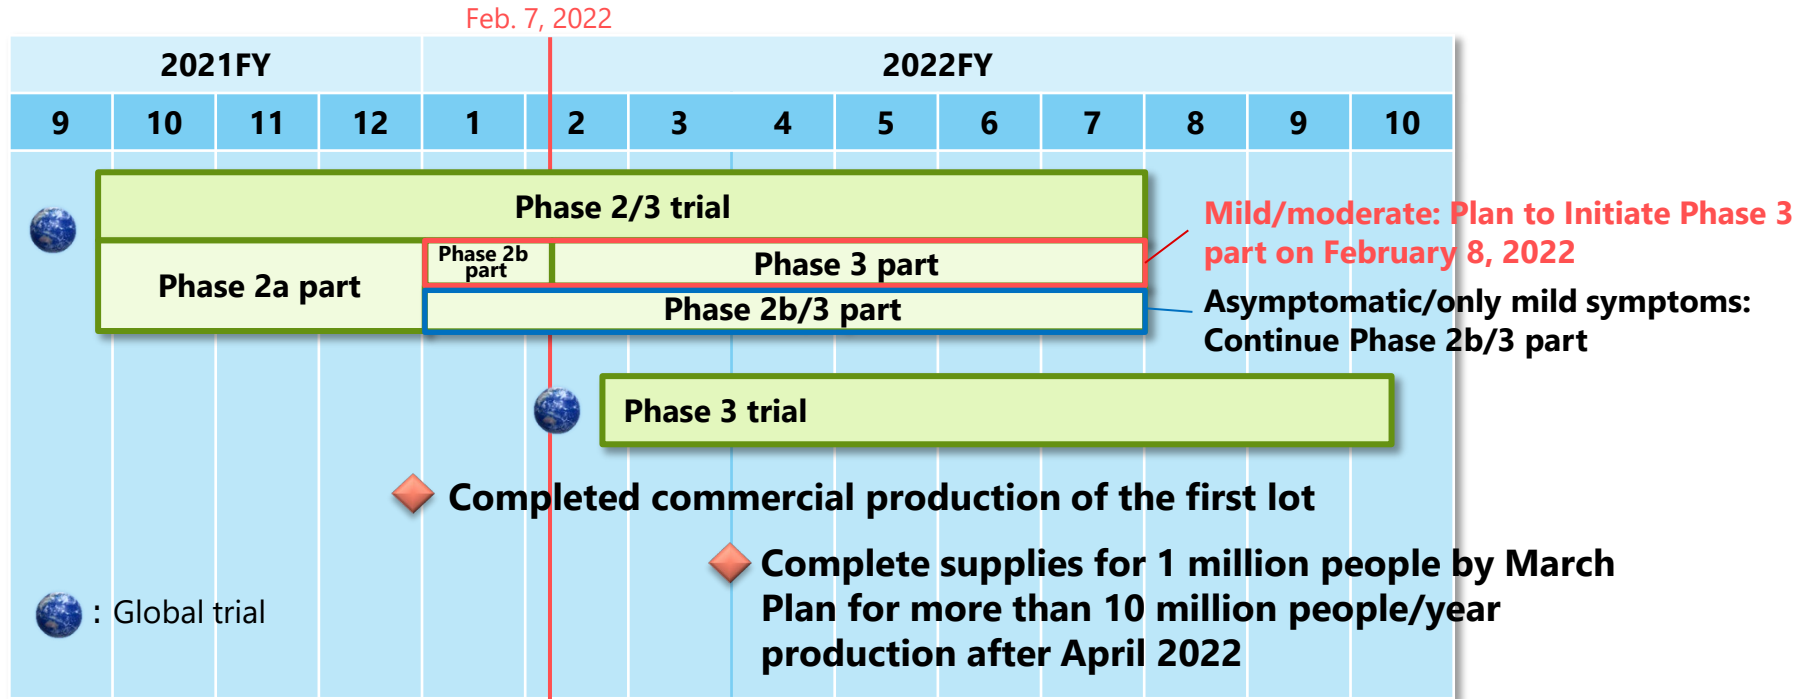 Feb. 7, 2022
2021FY 2022FY
9 10 11 12 1 2 3 4 5 6 7 8 9 10
Phase 2/3 trial
Phase 2a part
Phase 2b
part
Phase 3 part
Phase 2b/3 part
Mild/moderate: Plan to Initiate Phase 3
part on February 8, 2022
Asymptomatic/only mild symptoms:
Continue Phase 2b/3 part
Phase 3 trial
Completed commercial production of the first lot
Complete supplies for 1 million people by March
Plan for more than 10 million people/year
production after April 2022
: Global trial